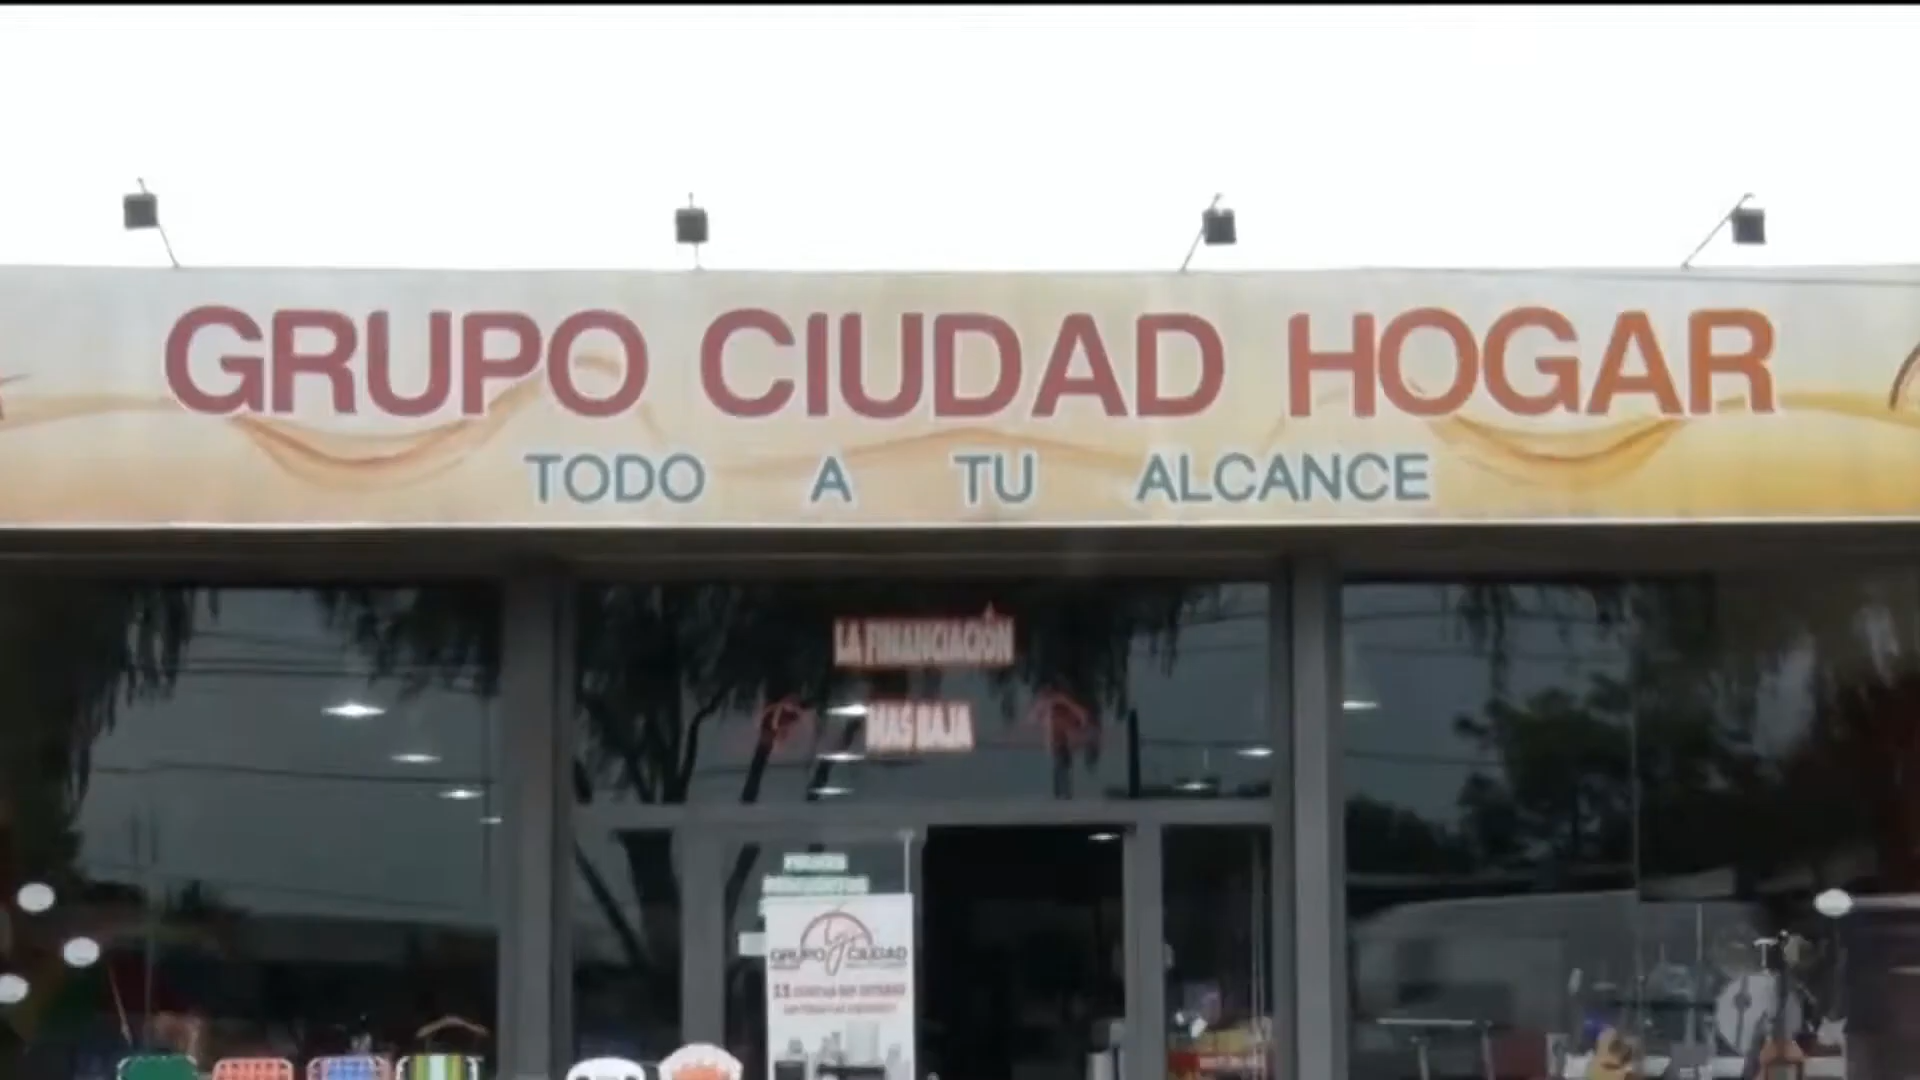 GRUPO CIUDAD HOGAR
TODO A TU ALCANCE
LA FINANCIACIÓN
MAS BAJA
GRUPO CIUDAD